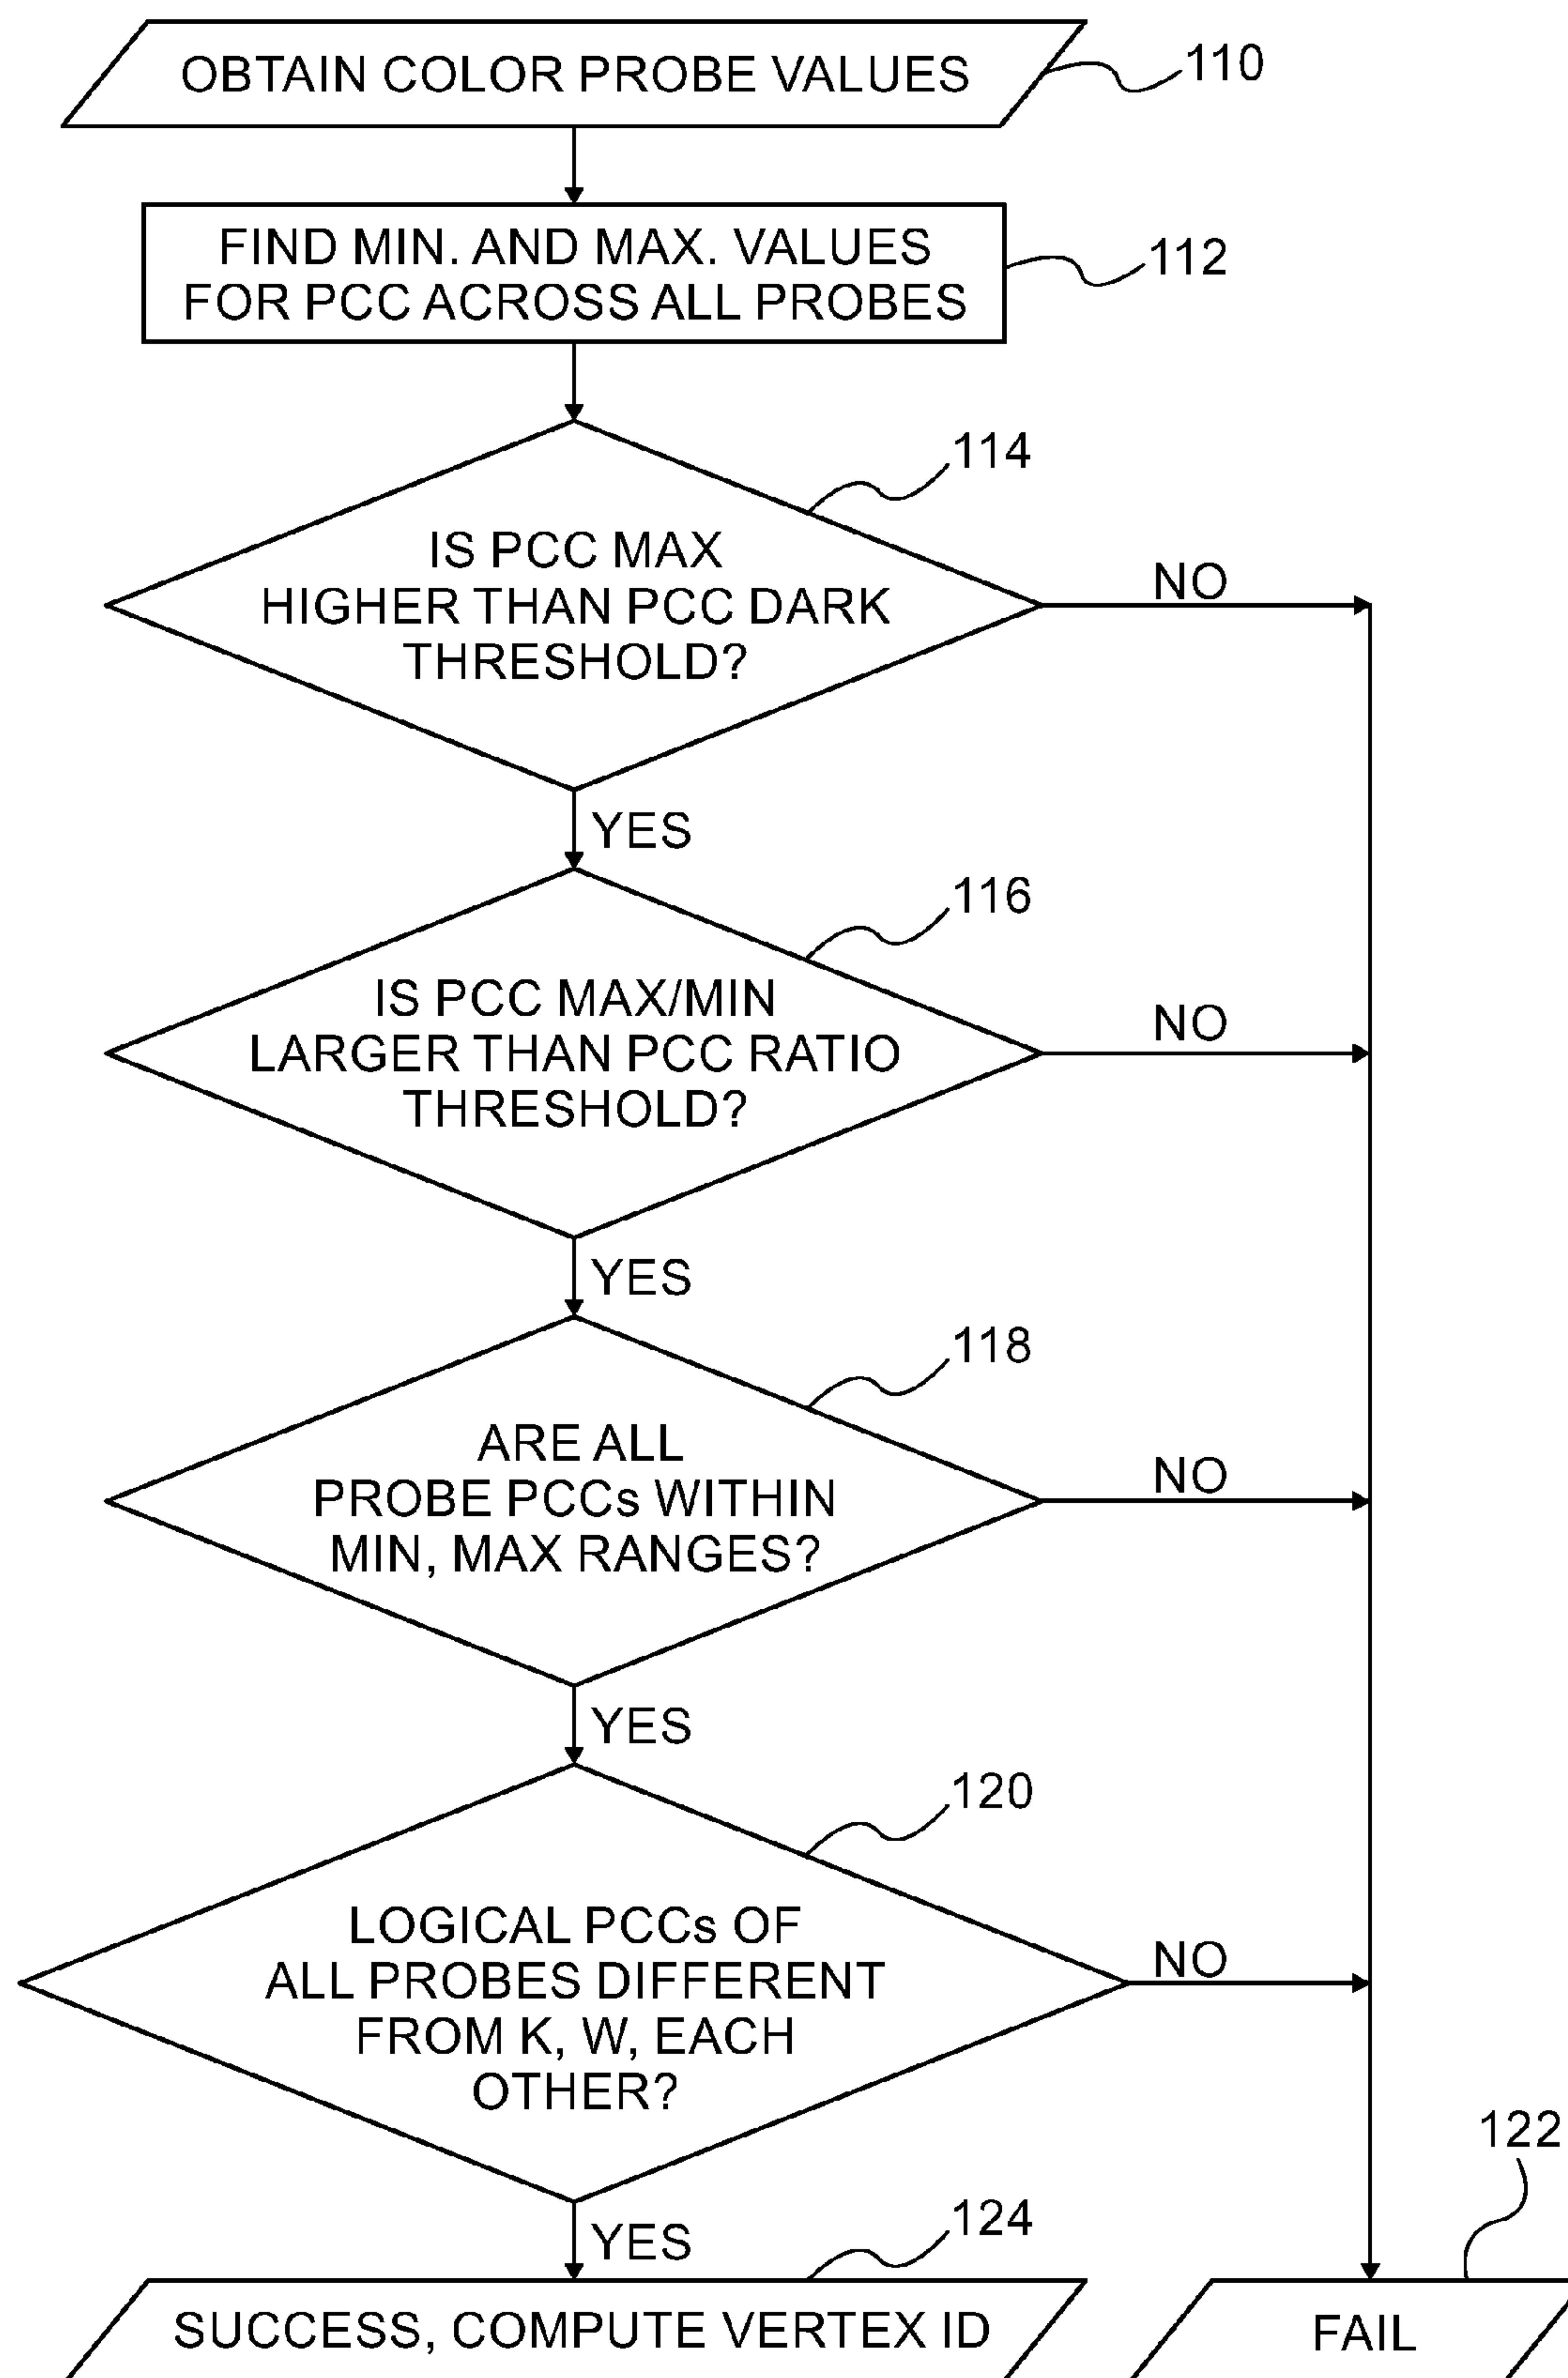 OBTAIN COLOR PROBE VALUES
110
FIND MIN. AND MAX. VALUES
FOR PCC ACROSS ALL PROBES
112
114
IS PCC MAX
HIGHER THAN PCC DARK
THRESHOLD?
NO
YES
116
IS PCC MAX/MIN
LARGER THAN PCC RATIO
THRESHOLD?
NO
YES
118
ARE ALL
PROBE PCCs WITHIN
MIN, MAX RANGES?
NO
YES
120
LOGICAL PCCs OF
ALL PROBES DIFFERENT
FROM K, W, EACH
OTHER?
NO
YES
122
124
SUCCESS, COMPUTE VERTEX ID
FAIL